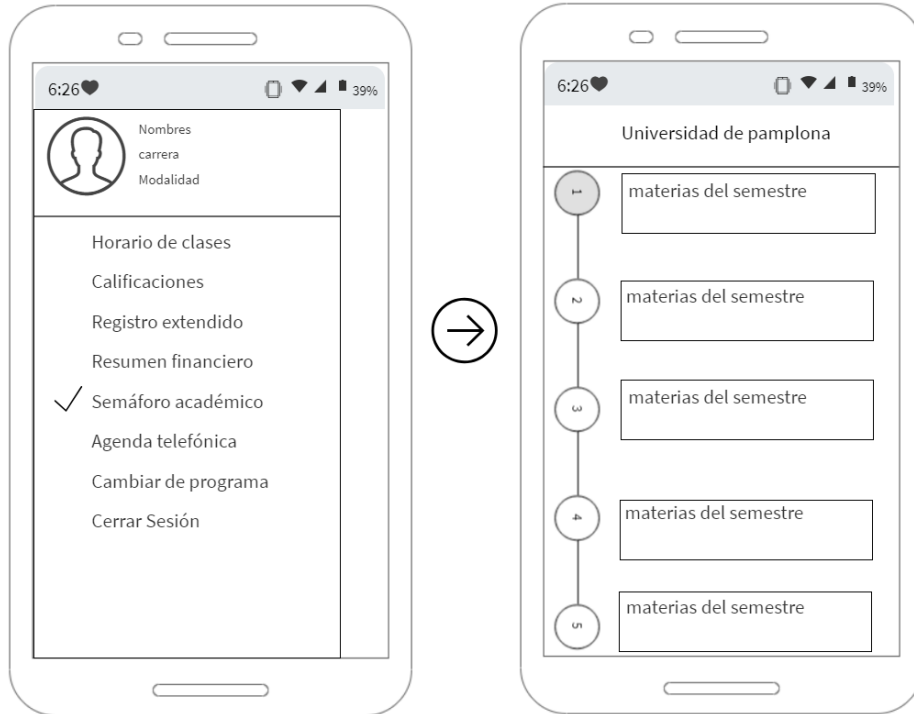 6:26
39%
Nombres
carrera
Modalidad
Horario de clases
Calificaciones
Registro extendido
Resumen financiero
Semáforo académico
Agenda telefónica
Cambiar de programa
Cerrar Sesión
6:26
39%
Universidad de pamplona
1
materias del semestre
2
materias del semestre
3
materias del semestre
4
materias del semestre
5
materias del semestre